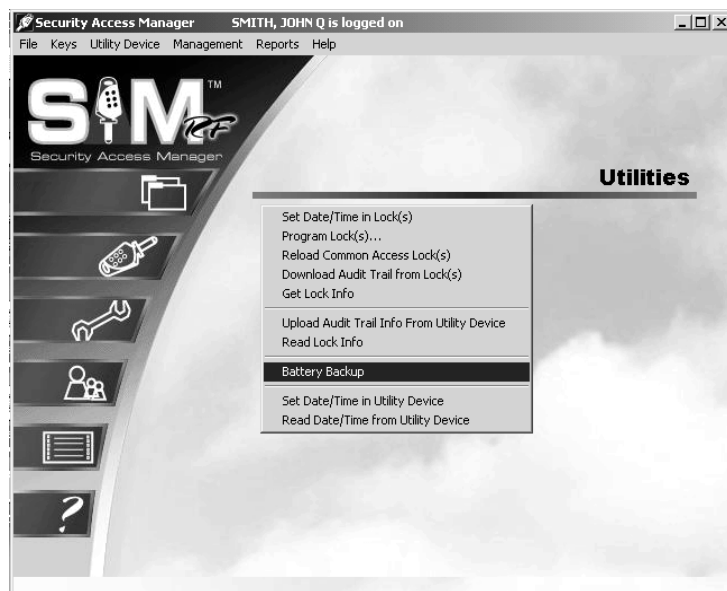 Security Access Manager SMITH, JOHN Q is logged on
File Keys Utility Device Management Reports Help
SAM™
RF
Security Access Manager
Utilities
Set Date/Time in Lock(s)
Program Lock(s)...
Reload Common Access Lock(s)
Download Audit Trail from Lock(s)
Get Lock Info
Upload Audit Trail Info From Utility Device
Read Lock Info
Battery Backup
Set Date/Time in Utility Device
Read Date/Time from Utility Device
?